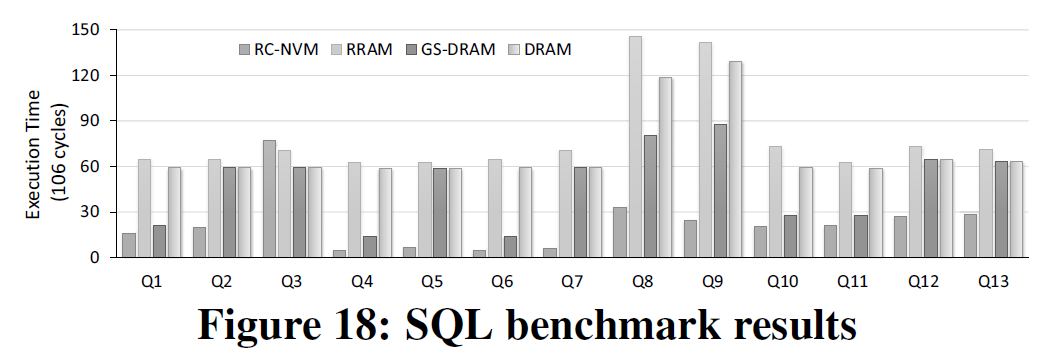 150
120
90
60
30
0
Execution Time
(106 cycles)
RC-NVM RRAM GS-DRAM DRAM
Q1 Q2 Q3 Q4 Q5 Q6 Q7 Q8 Q9 Q10 Q11 Q12 Q13
Figure 18: SQL benchmark results